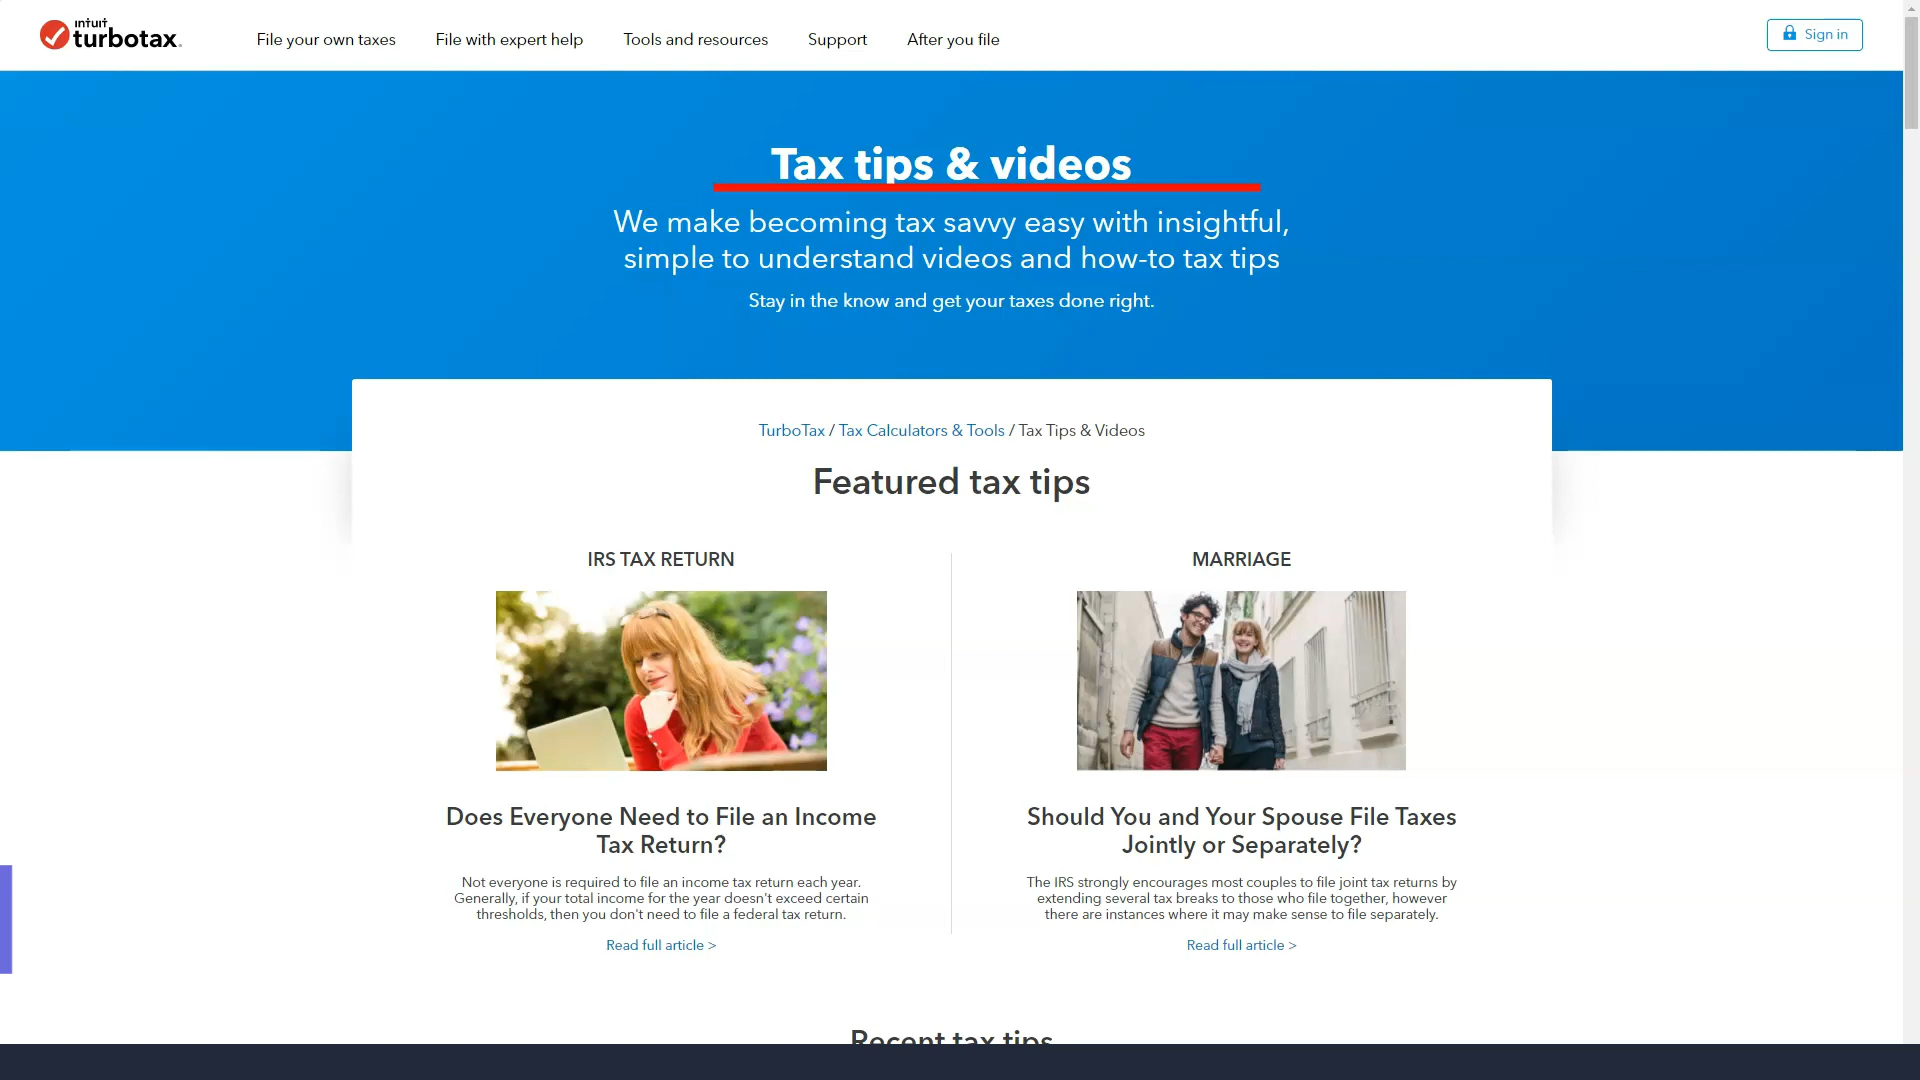 intuit
turbotax.
File your own taxes
File with expert help
Tools and resources
Support
After you file
Sign in
Tax tips & videos
We make becoming tax savvy easy with insightful,
simple to understand videos and how-to tax tips
Stay in the know and get your taxes done right.
TurboTax / Tax Calculators & Tools / Tax Tips & Videos
Featured tax tips
IRS TAX RETURN
Does Everyone Need to File an Income
Tax Return?
Not everyone is required to file an income tax return each year.
Generally, if your total income for the year doesn't exceed certain
thresholds, then you don't need to file a federal tax return.
Read full article >
MARRIAGE
Should You and Your Spouse File Taxes
Jointly or Separately?
The IRS strongly encourages most couples to file joint tax returns by
extending several tax breaks to those who file together, however
there are instances where it may make sense to file separately.
Read full article >
Recent tax tips